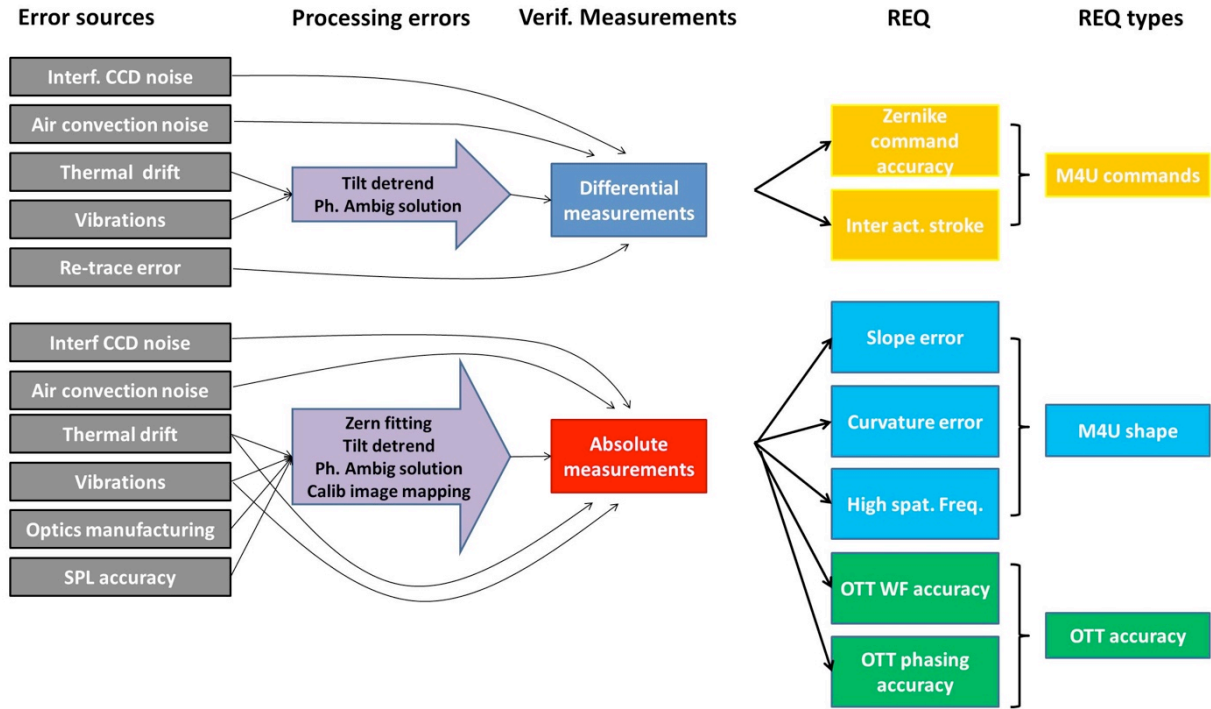 Error sources
Processing errors
Verif. Measurements
REQ
REQ types
Interf. CCD noise
Air convection noise
Thermal drift
Vibrations
Re-trace error
Tilt detrend
Ph. Ambig solution
Differential
measurements
Zernike
command
accuracy
Inter act. stroke
M4U commands
Interf CCD noise
Air convection noise
Thermal drift
Vibrations
Optics manufacturing
SPL accuracy
Zern fitting
Tilt detrend
Ph. Ambig solution
Calib image mapping
Absolute
measurements
Slope error
Curvature error
High spat. Freq.
M4U shape
OTT WF accuracy
OTT phasing
accuracy
OTT accuracy